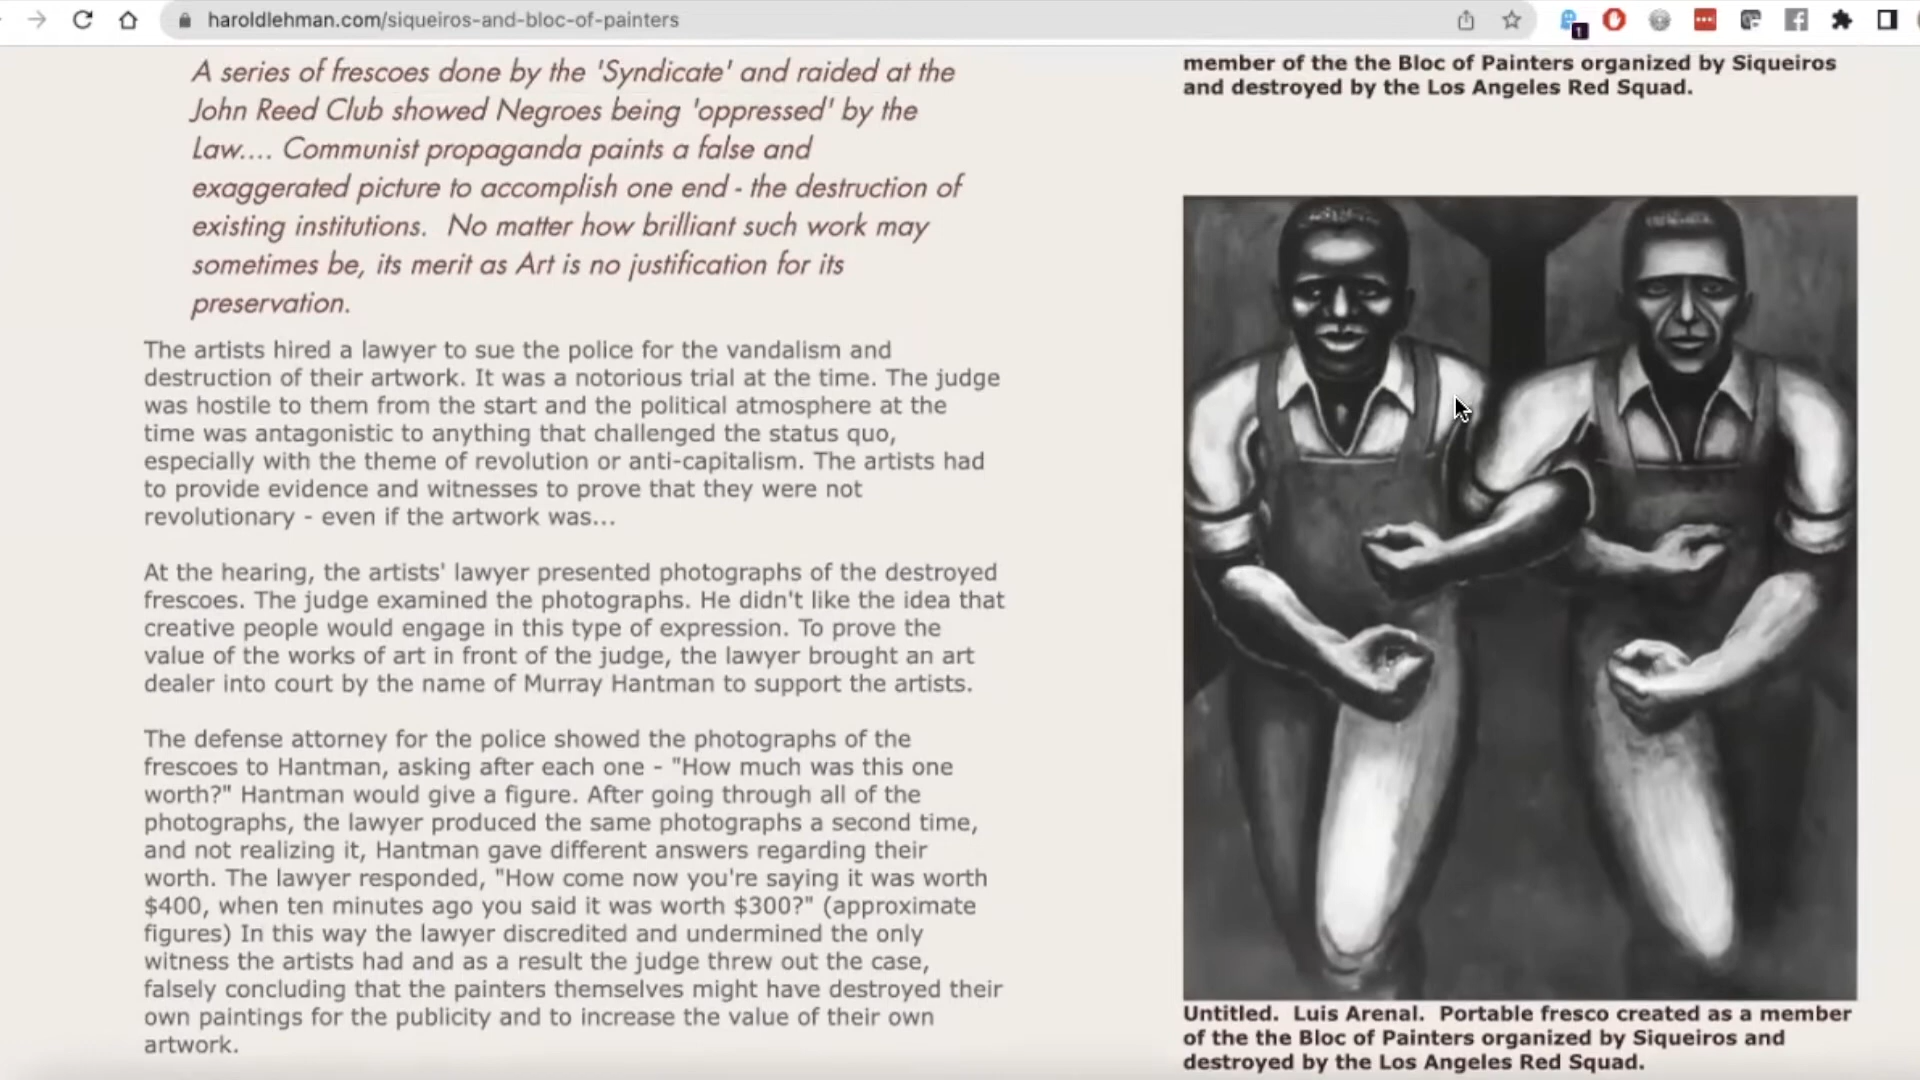 haroldlehman.com/siqueiros-and-bloc-of-painters
1
A series of frescoes done by the 'Syndicate' and raided at the
John Reed Club showed Negroes being 'oppressed' by the
Law.... Communist propaganda paints a false and
exaggerated picture to accomplish one end - the destruction of
existing institutions.  No matter how brilliant such work may
sometimes be, its merit as Art is no justification for its
preservation.
The artists hired a lawyer to sue the police for the vandalism and
destruction of their artwork. It was a notorious trial at the time. The judge
was hostile to them from the start and the political atmosphere at the
time was antagonistic to anything that challenged the status quo,
especially with the theme of revolution or anti-capitalism. The artists had
to provide evidence and witnesses to prove that they were not
revolutionary - even if the artwork was...
At the hearing, the artists' lawyer presented photographs of the destroyed
frescoes. The judge examined the photographs. He didn't like the idea that
creative people would engage in this type of expression. To prove the
value of the works of art in front of the judge, the lawyer brought an art
dealer into court by the name of Murray Hantman to support the artists.
The defense attorney for the police showed the photographs of the
frescoes to Hantman, asking after each one - "How much was this one
worth?" Hantman would give a figure. After going through all of the
photographs, the lawyer produced the same photographs a second time,
and not realizing it, Hantman gave different answers regarding their
worth. The lawyer responded, "How come now you're saying it was worth
$400, when ten minutes ago you said it was worth $300?" (approximate
figures) In this way the lawyer discredited and undermined the only
witness the artists had and as a result the judge threw out the case,
falsely concluding that the painters themselves might have destroyed their
own paintings for the publicity and to increase the value of their own
artwork.
member of the the Bloc of Painters organized by Siqueiros
and destroyed by the Los Angeles Red Squad.
Untitled.  Luis Arenal.  Portable fresco created as a member
of the the Bloc of Painters organized by Siqueiros and
destroyed by the Los Angeles Red Squad.